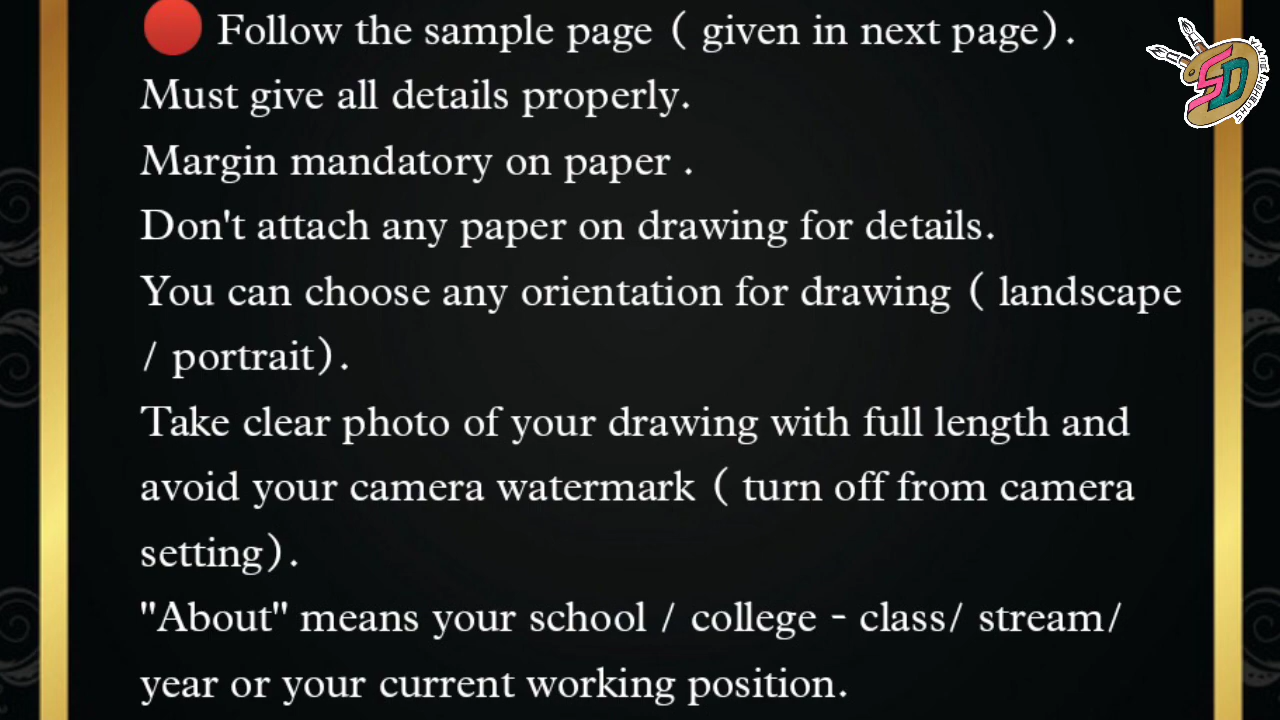 🔴 Follow the sample page ( given in next page).
Must give all details properly.
Margin mandatory on paper .
Don't attach any paper on drawing for details.
You can choose any orientation for drawing ( landscape
/ portrait).
Take clear photo of your drawing with full length and
avoid your camera watermark ( turn off from camera
setting).
"About" means your school / college - class/ stream/
year or your current working position.
SD